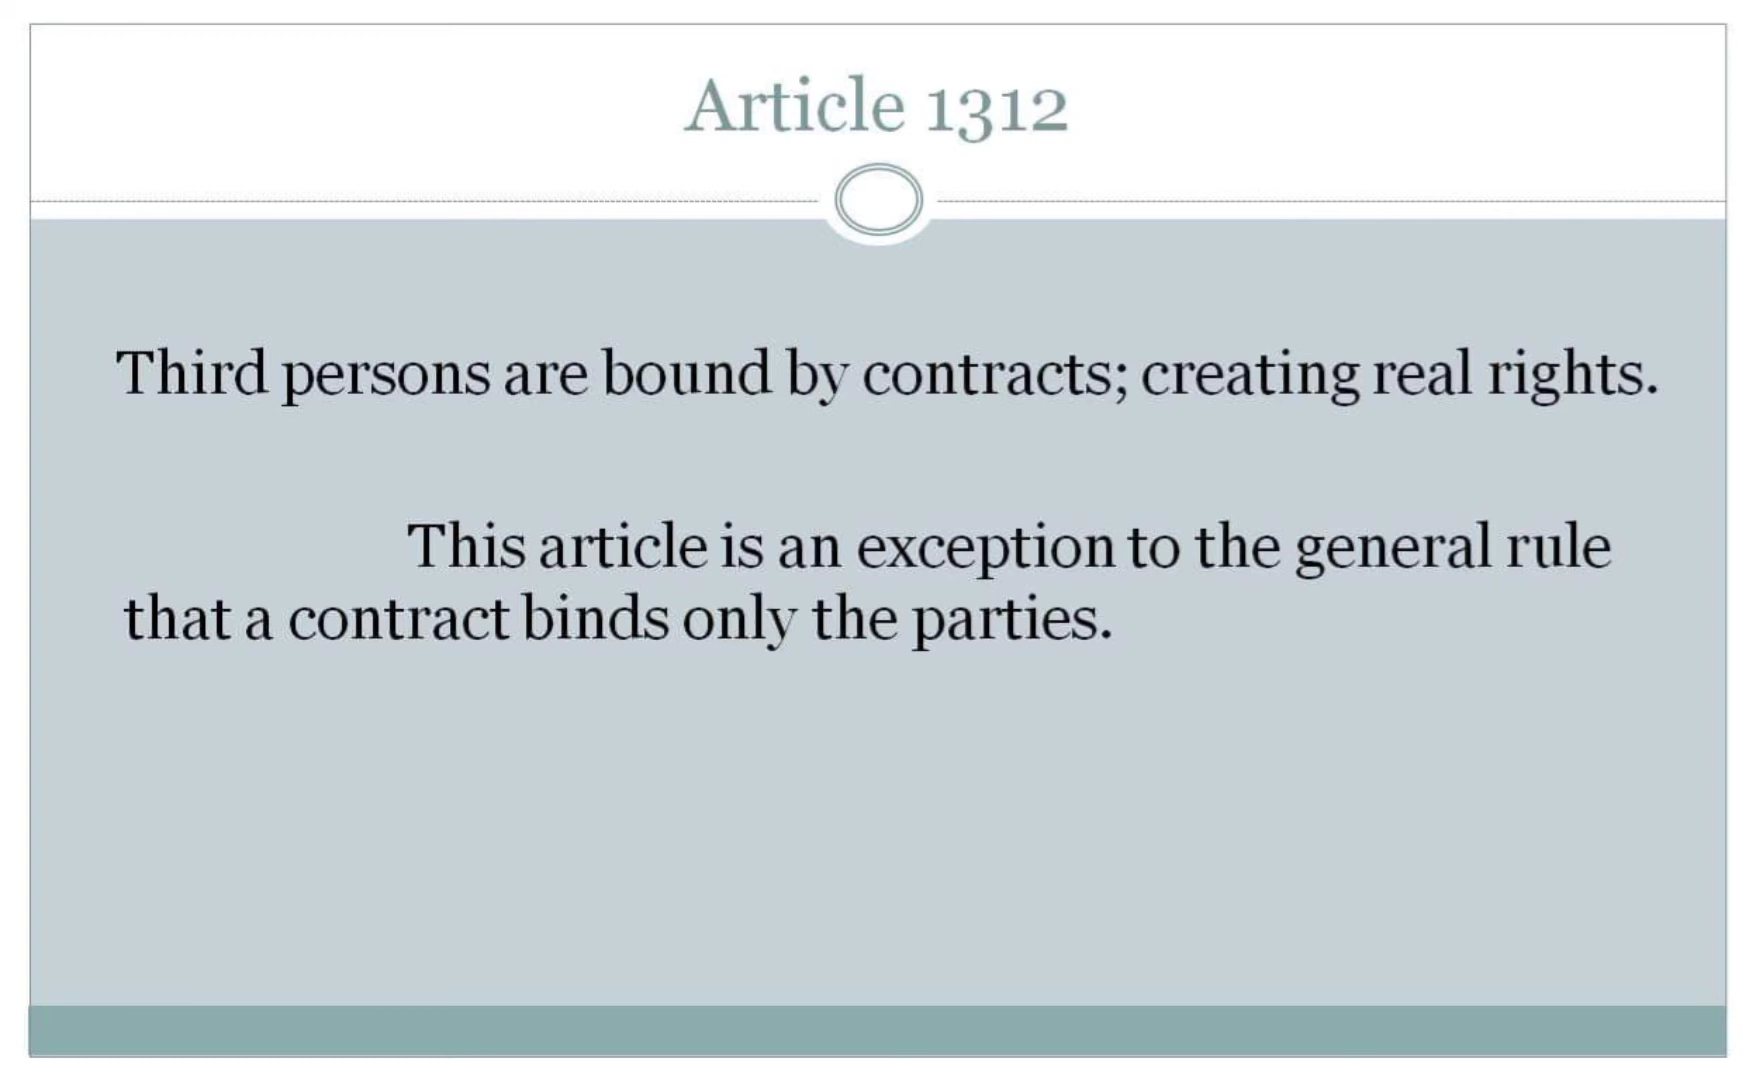 Article 1312
Third persons are bound by contracts; creating real rights.
This article is an exception to the general rule
that a contract binds only the parties.